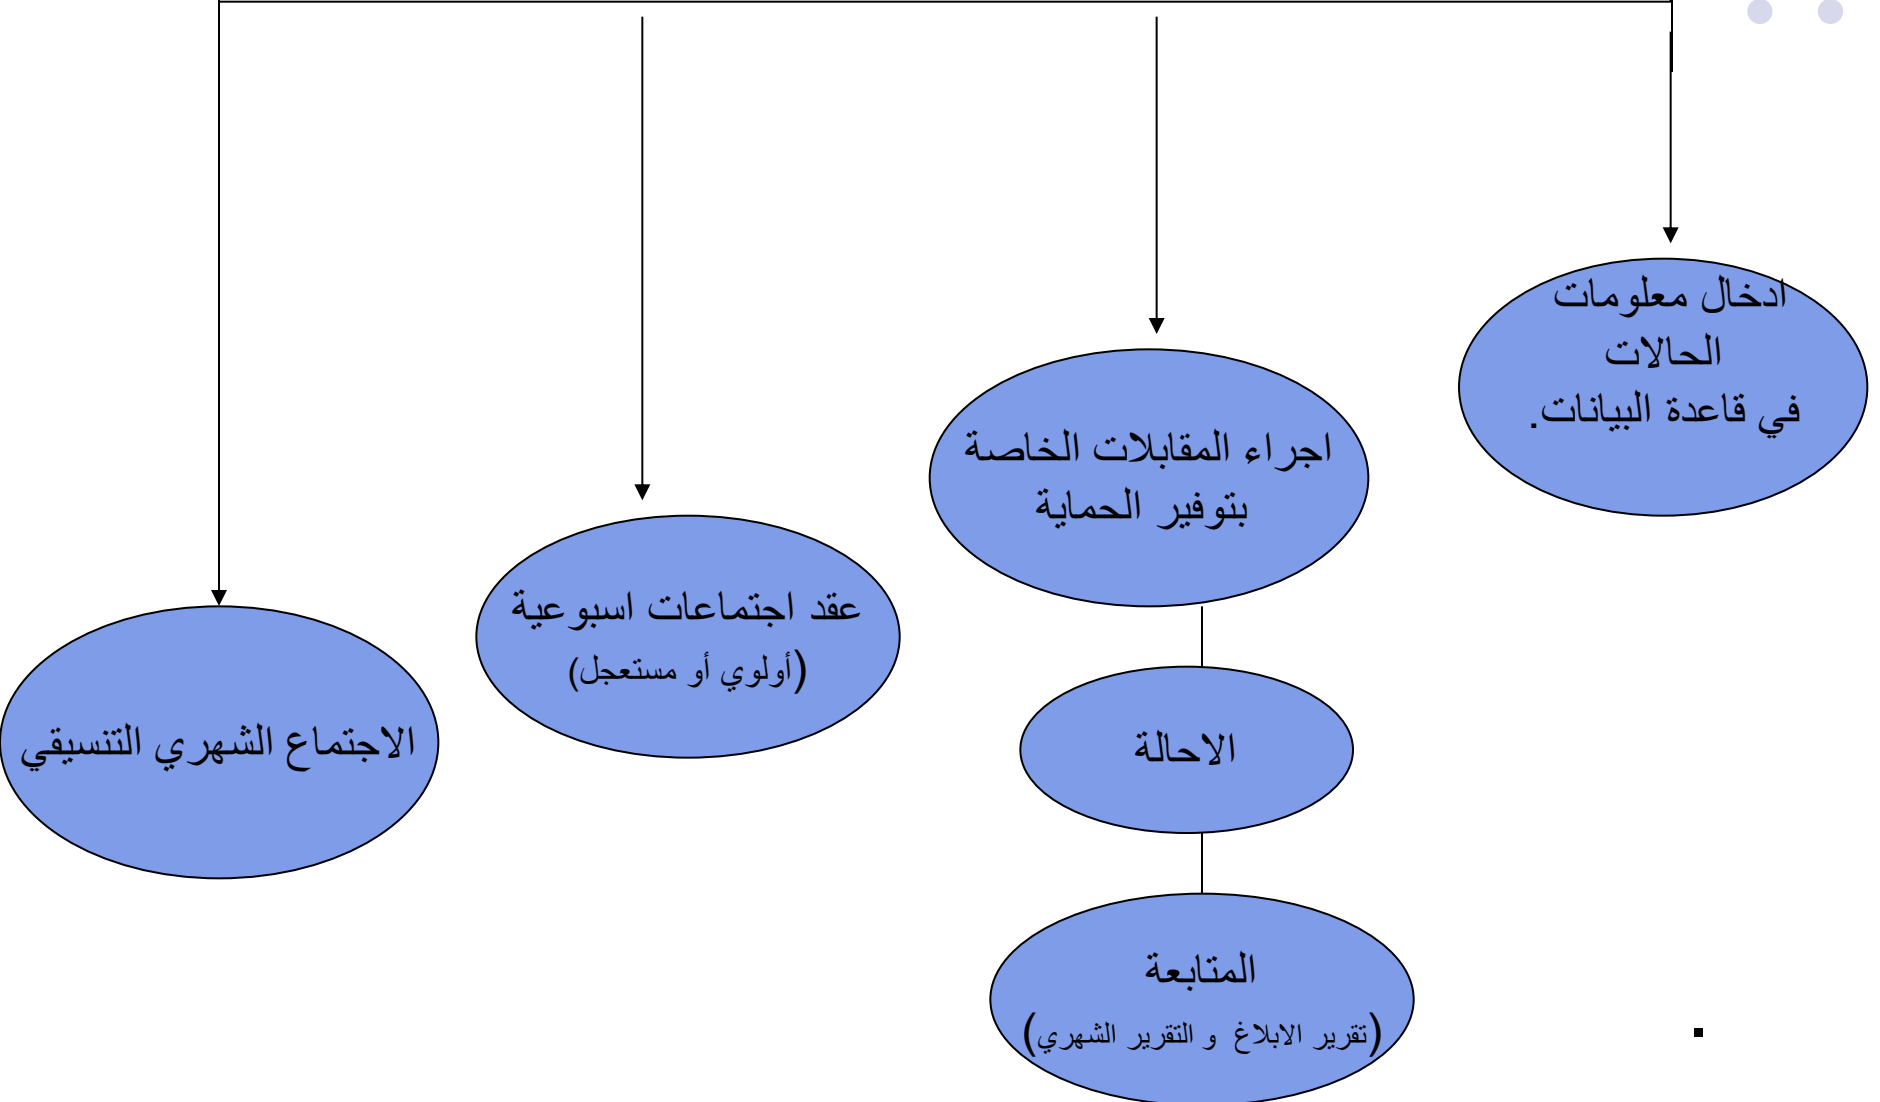 ادخال معلومات
الحالات
في قاعدة البيانات.
اجراء المقابلات الخاصة
بتوفير الحماية
عقد اجتماعات اسبوعية
(أولوي أو مستعجل)
الاجتماع الشهري التنسيقي
الاحالة
المتابعة
(تقرير الابلاغ و التقرير الشهري)